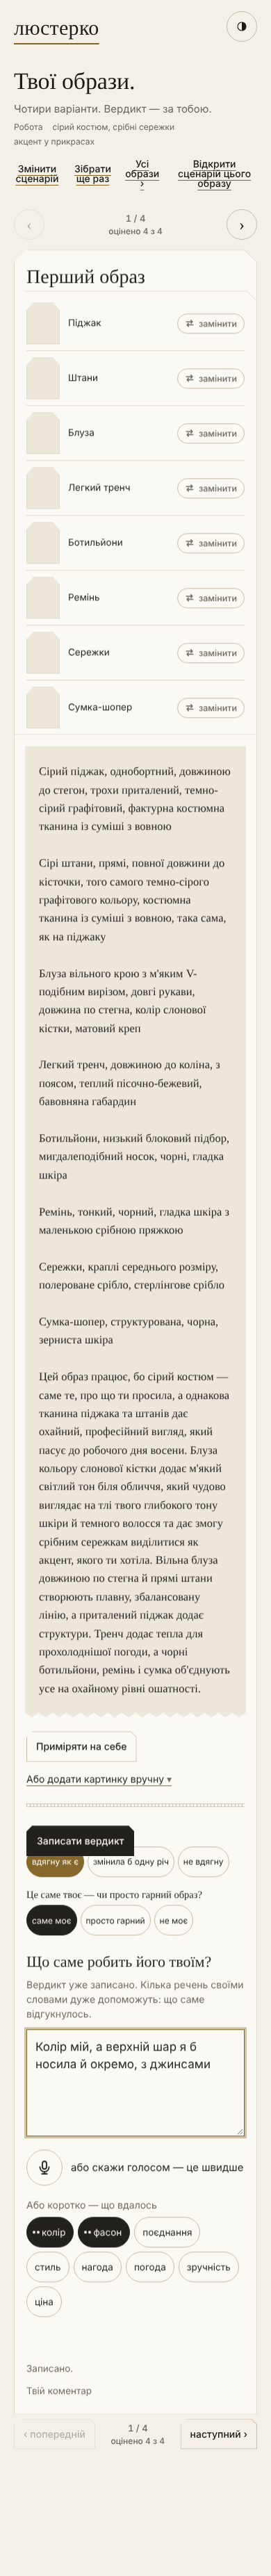 люстерко
Твої образи.
Чотири варіанти. Вердикт — за тобою.
Робота сірий костюм, срібні сережки
акцент у прикрасах
Змінити
сценарій
Зібрати
ще раз
Усі
образи
›
Відкрити
сценарій цього
образу
‹
1 / 4
оцінено 4 з 4
›
Перший образ
Піджак
⇄ замінити
Штани
⇄ замінити
Блуза
⇄ замінити
Легкий тренч
⇄ замінити
Ботильйони
⇄ замінити
Ремінь
⇄ замінити
Сережки
⇄ замінити
Сумка-шопер
⇄ замінити
Сірий піджак, однобортний, довжиною
до стегон, трохи приталений, темно-
сірий графітовий, фактурна костюмна
тканина із суміші з вовною
Сірі штани, прямі, повної довжини до
кісточки, того самого темно-сірого
графітового кольору, костюмна
тканина із суміші з вовною, така сама,
як на піджаку
Блуза вільного крою з м'яким V-
подібним вирізом, довгі рукави,
довжина по стегна, колір слонової
кістки, матовий креп
Легкий тренч, довжиною до коліна, з
поясом, теплий пісочно-бежевий,
бавовняна габардин
Ботильйони, низький блоковий підбор,
мигдалеподібний носок, чорні, гладка
шкіра
Ремінь, тонкий, чорний, гладка шкіра з
маленькою срібною пряжкою
Сережки, краплі середнього розміру,
полероване срібло, стерлінгове срібло
Сумка-шопер, структурована, чорна,
зерниста шкіра
Цей образ працює, бо сірий костюм —
саме те, про що ти просила, а однакова
тканина піджака та штанів дає
охайний, професійний вигляд, який
пасує до робочого дня восени. Блуза
кольору слонової кістки додає м'який
світлий тон біля обличчя, який чудово
виглядає на тлі твого глибокого тону
шкіри й темного волосся та дає змогу
срібним сережкам виділитися як
акцент, якого ти хотіла. Вільна блуза
довжиною по стегна й прямі штани
створюють плавну, збалансовану
лінію, а приталений піджак додає
структури. Тренч додає тепла для
прохолоднішої погоди, а чорні
ботильйони, ремінь і сумка об'єднують
усе на охайному рівні ошатності.
Приміряти на себе
Або додати картинку вручну ▾
Записати вердикт
вдягну як є
змінила б одну річ
не вдягну
Це саме твоє — чи просто гарний образ?
саме моє
просто гарний
не моє
Що саме робить його твоїм?
Вердикт уже записано. Кілька речень своїми
словами дуже допоможуть: що саме
відгукнулось.
Колір мій, а верхній шар я б
носила й окремо, з джинсами
або скажи голосом — це швидше
Або коротко — що вдалось
•• колір
•• фасон
поєднання
стиль
нагода
погода
зручність
ціна
Записано.
Твій коментар
‹ попередній
1 / 4
оцінено 4 з 4
наступний ›